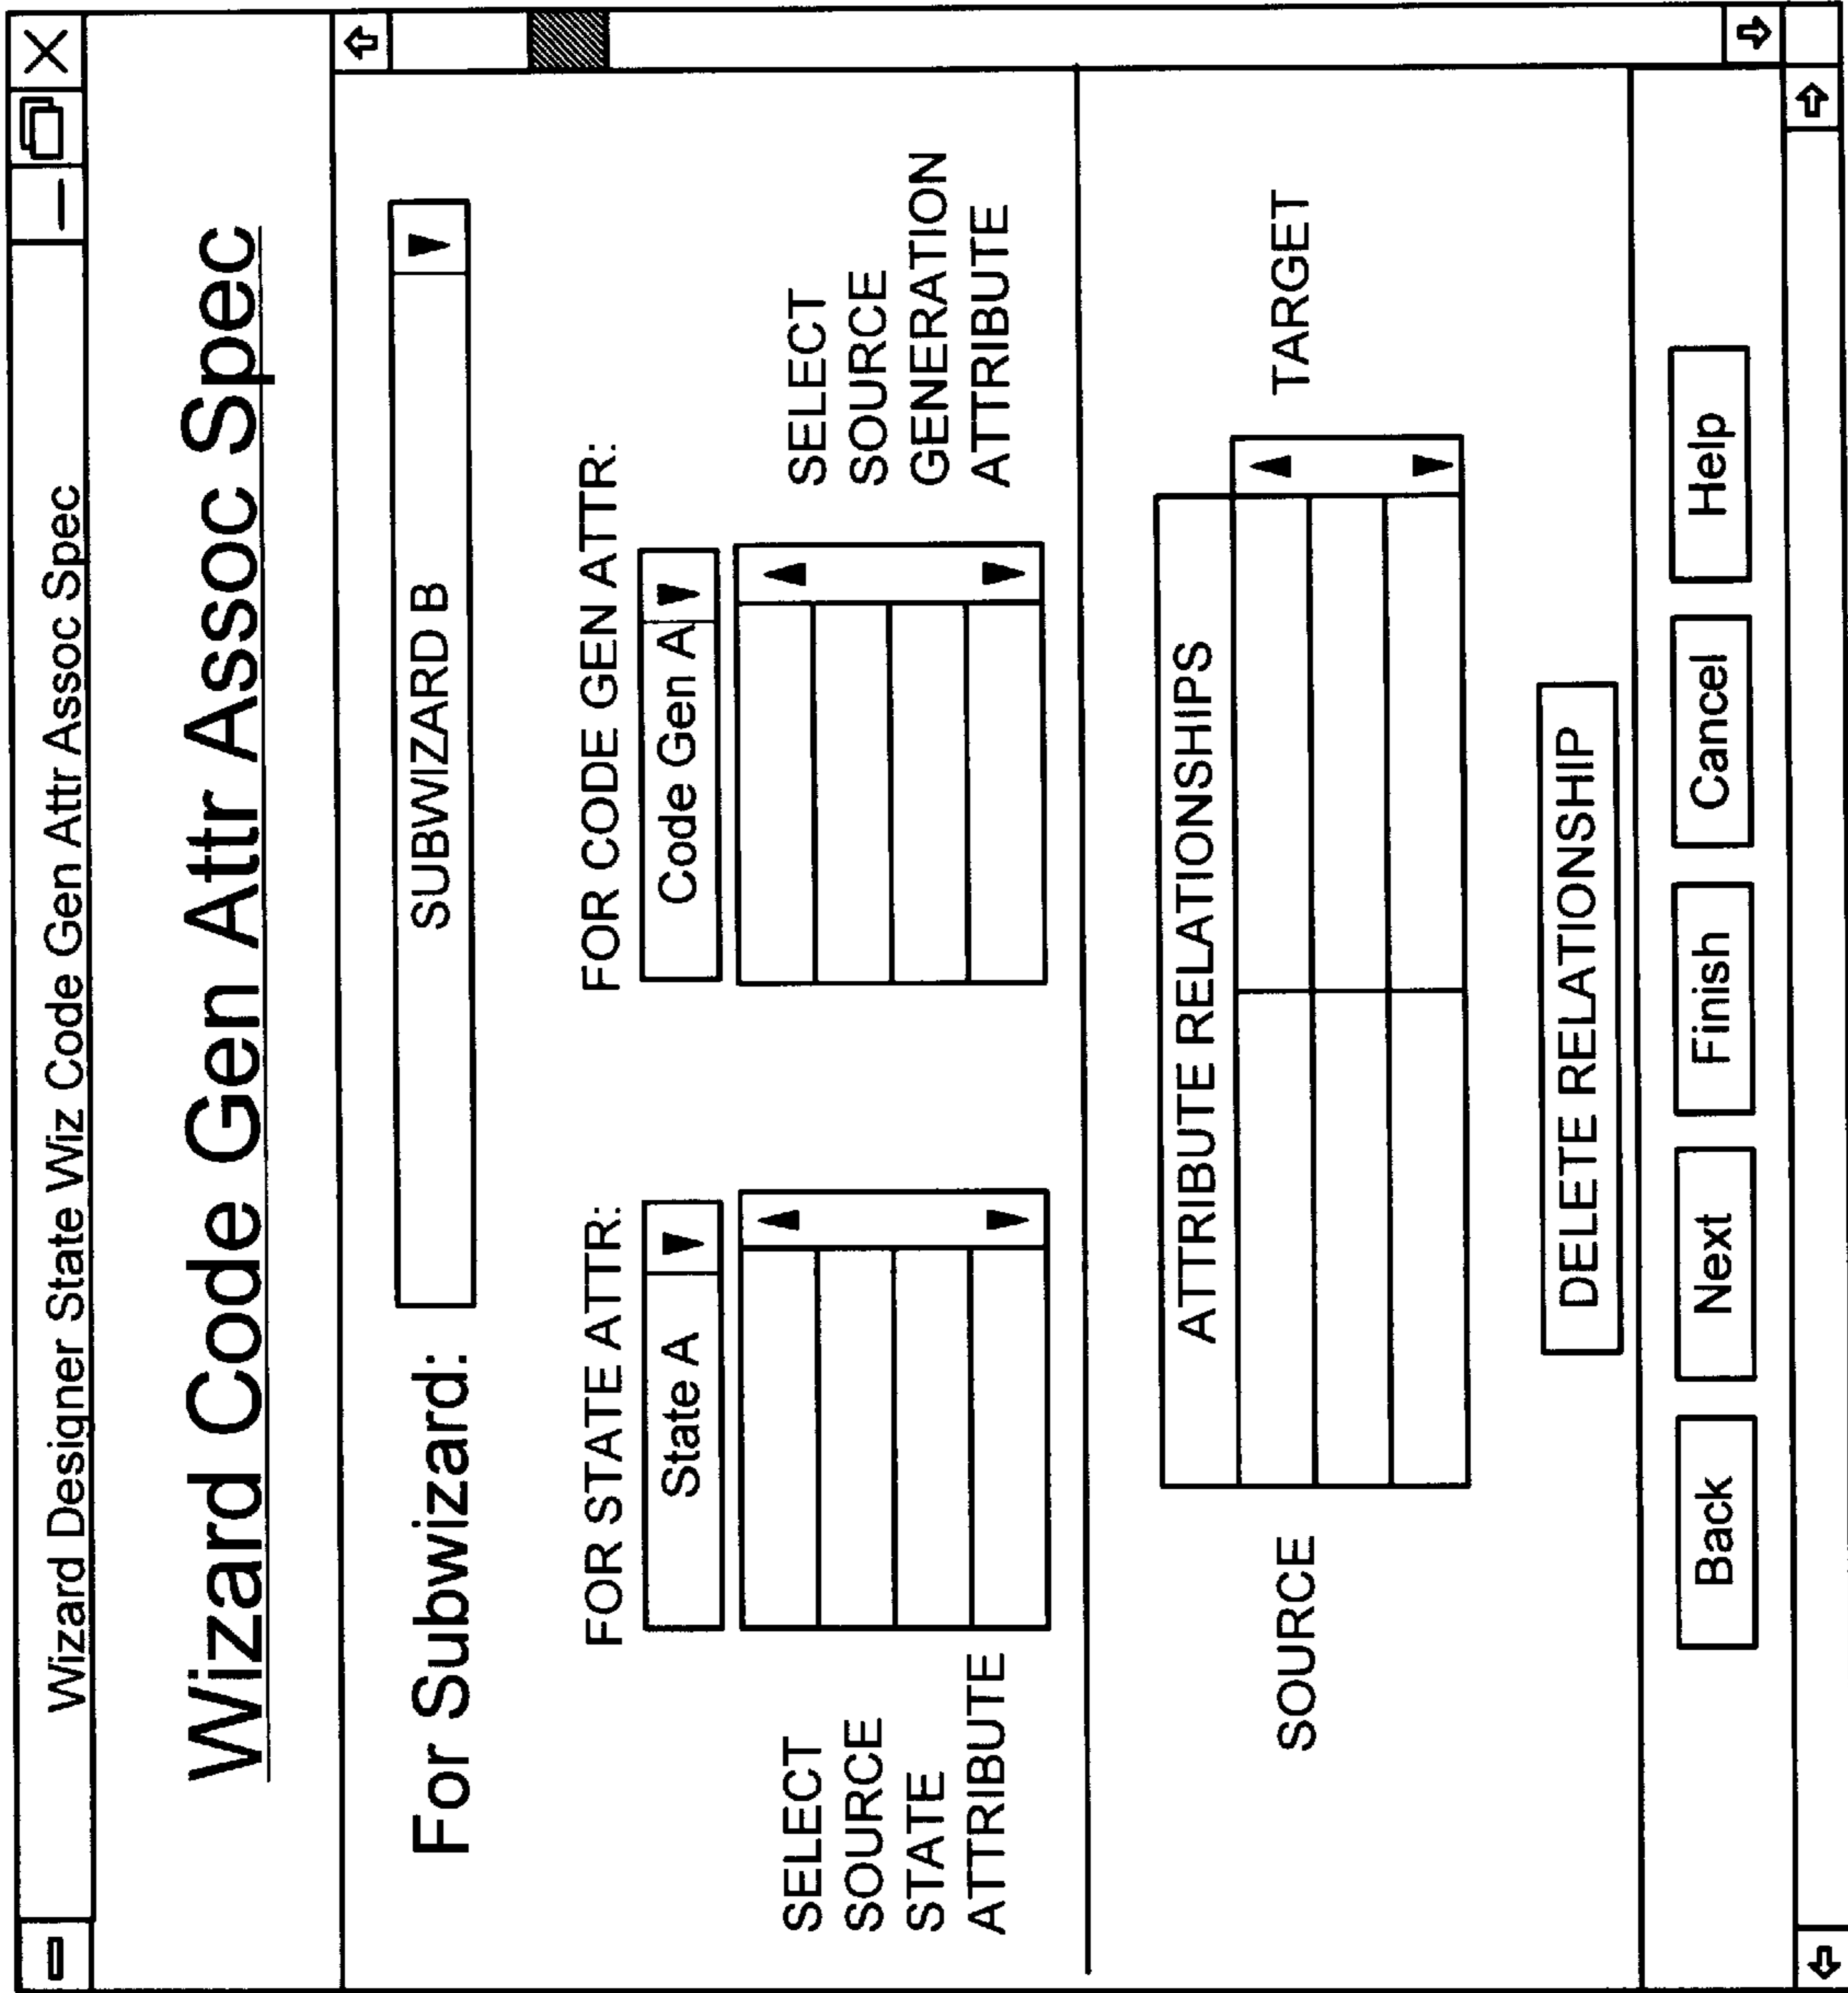 Wizard Designer State Wiz Code Gen Attr Assoc Spec
Wizard Code Gen Attr Assoc Spec
For Subwizard: SUBWIZARD B
FOR STATE ATTR:
State A
SELECT
SOURCE
STATE
ATTRIBUTE
FOR CODE GEN ATTR:
Code Gen A
SELECT
SOURCE
GENERATION
ATTRIBUTE
ATTRIBUTE RELATIONSHIPS
SOURCE
TARGET
DELETE RELATIONSHIP
Back Next Finish Cancel Help